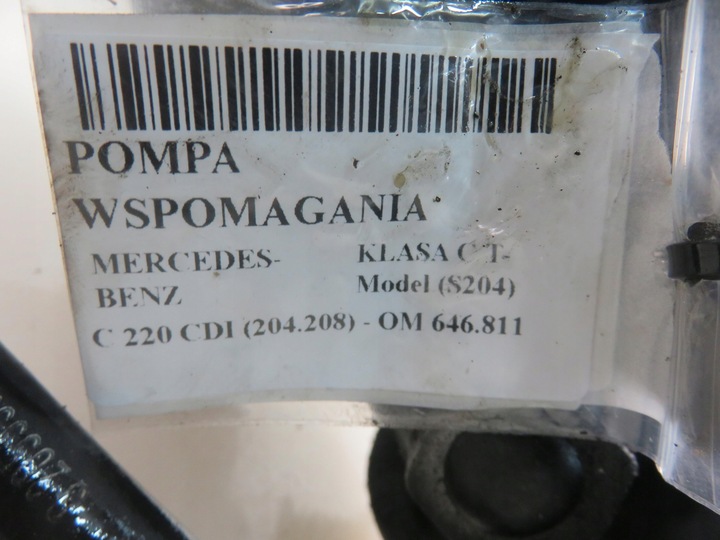 POMPA
WSPOMAGANIA
MERCEDES- KLASA C T-
BENZ Model (S204)
C 220 CDI (204.208) - OM 646.811